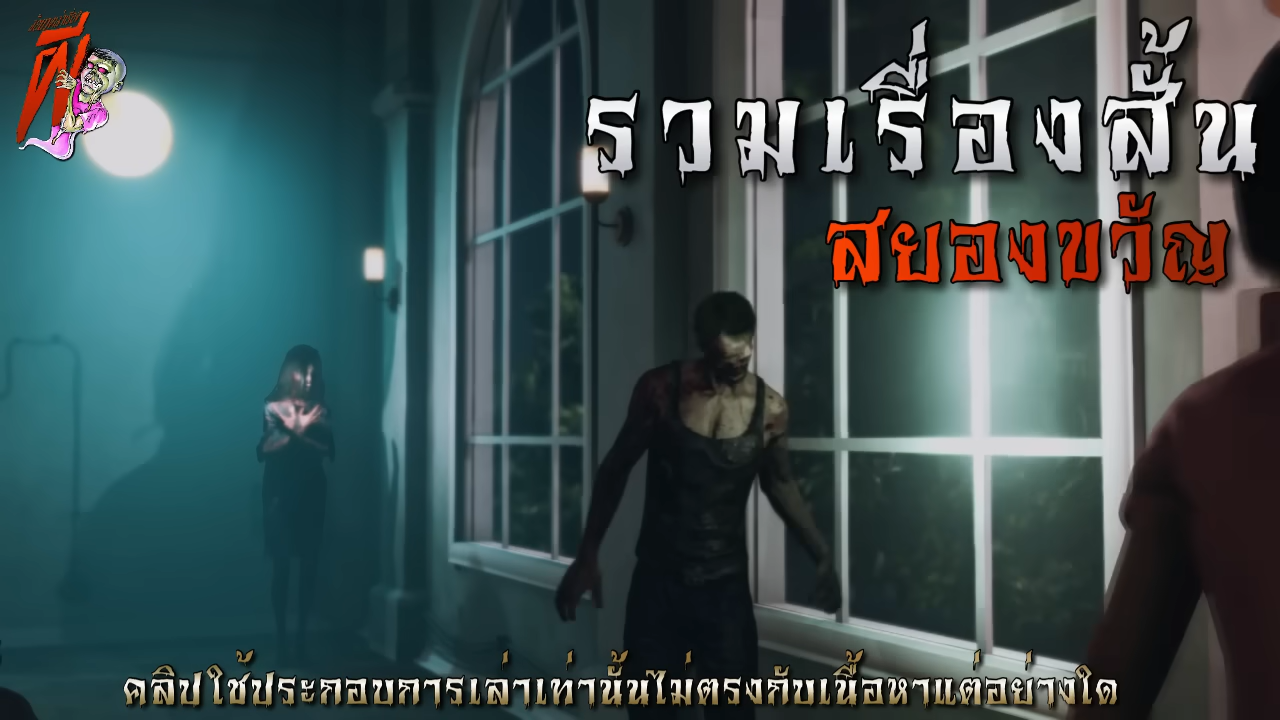 ผี
รวมเรื่องสั้น
สยองขวัญ
คลิปใช้ประกอบการเล่าเท่านั้นไม่ตรงกับเนื้อหาแต่อย่างใด